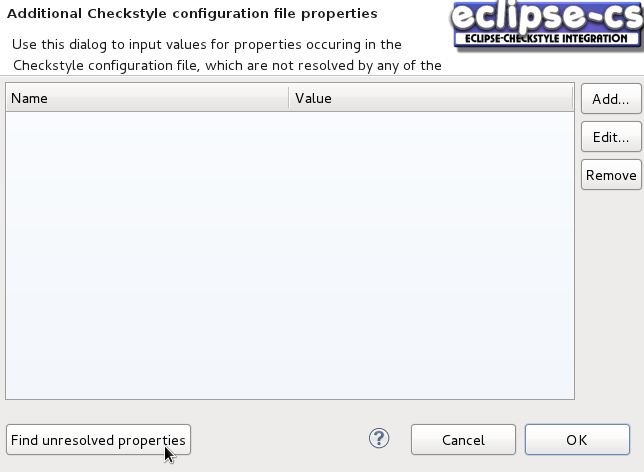 Additional Checkstyle configuration file properties
eclipse-cs
ECLIPSE-CHECKSTYLE INTEGRATION
Use this dialog to input values for properties occuring in the
Checkstyle configuration file, which are not resolved by any of the
Name Value
Add...
Edit...
Remove
Find unresolved properties
?
Cancel
OK